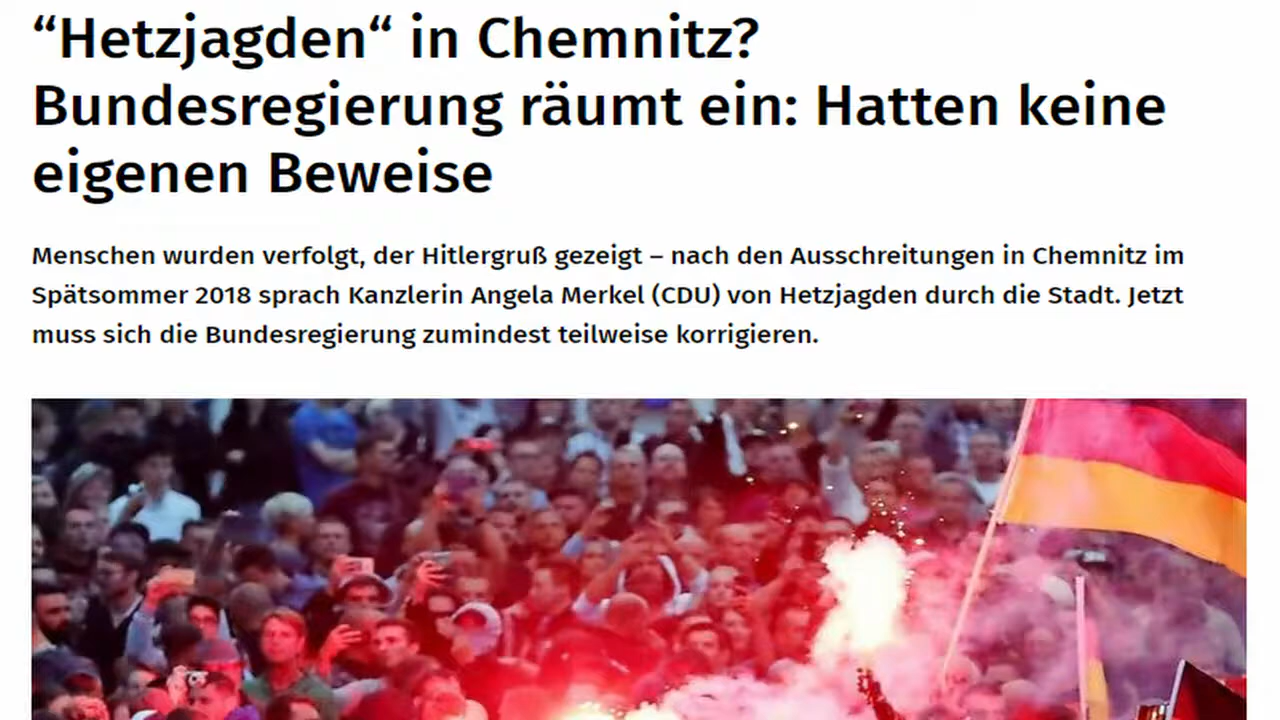 “Hetzjagden“ in Chemnitz?
Bundesregierung räumt ein: Hatten keine
eigenen Beweise
Menschen wurden verfolgt, der Hitlergruß gezeigt – nach den Ausschreitungen in Chemnitz im
Spätsommer 2018 sprach Kanzlerin Angela Merkel (CDU) von Hetzjagden durch die Stadt. Jetzt
muss sich die Bundesregierung zumindest teilweise korrigieren.